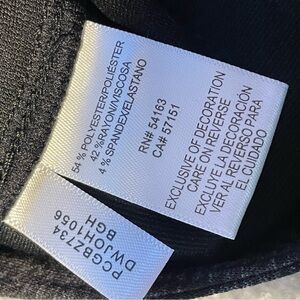 54 % POLYESTER/POLIÉSTER
42 %RAYON/VISCOSA
4 % SPANDEX/ELASTANO
RN# 54163
CA# 57151
EXCLUSIVE OF DECORATION
CARE ON REVERSE
EXCLUYE LA DECORACIÓN
VER AL REVERSO PARA
EL CUIDADO
PCGBZ734
DWJOH1056
BGH